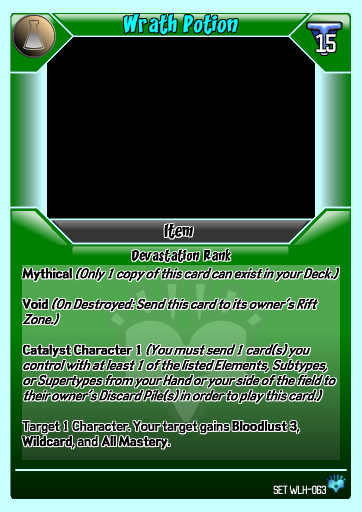 Wrath Potion
15
Item
Devastation Rank
Mythical (Only 1 copy of this card can exist in your Deck.)
Void (On Destroyed: Send this card to its owner's Rift
Zone.)
Catalyst Character 1 (You must send 1 card(s) you
control with at least 1 of the listed Elements, Subtypes,
or Supertypes from your Hand or your side of the field to
their owner's Discard Pile(s) in order to play this card.)
Target 1 Character. Your target gains Bloodlust 3,
Wildcard, and All Mastery.
SET WLH-063